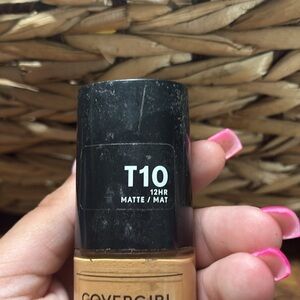 T10
12HR
MATTE / MAT
COVERGIRL